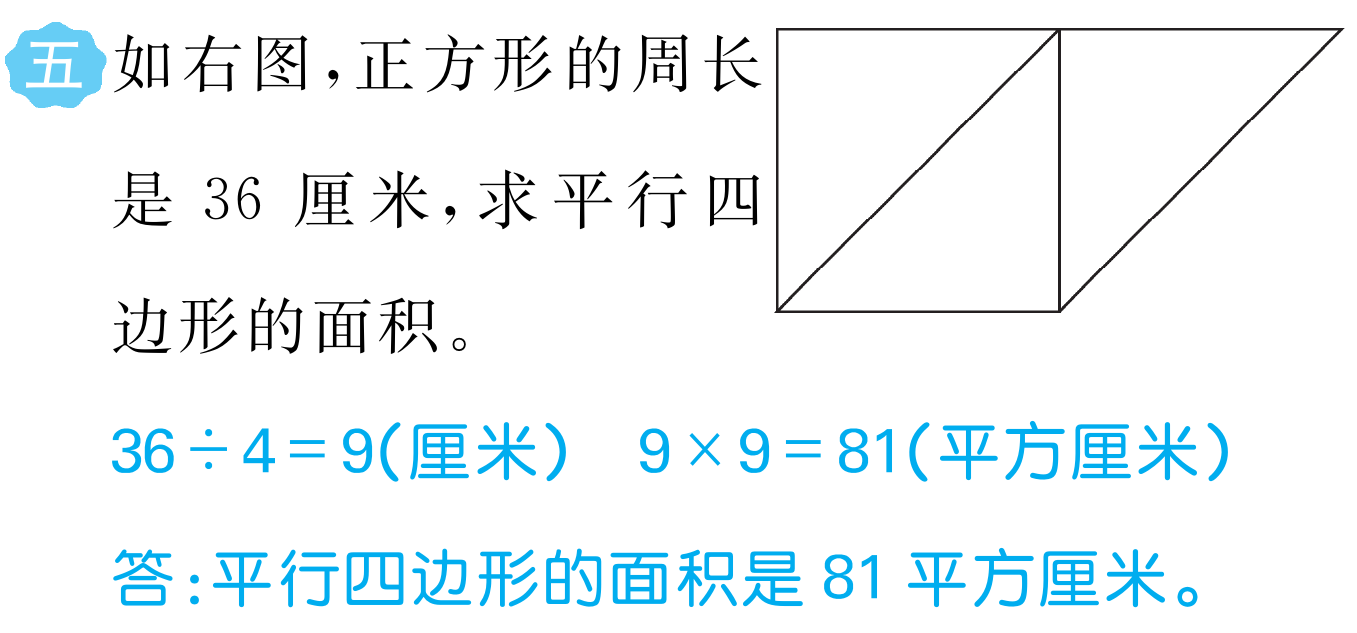 五 如右图,正方形的周长
是 36 厘米,求平行四
边形的面积。
36÷4=9(厘米) 9×9=81(平方厘米)
答:平行四边形的面积是 81 平方厘米。